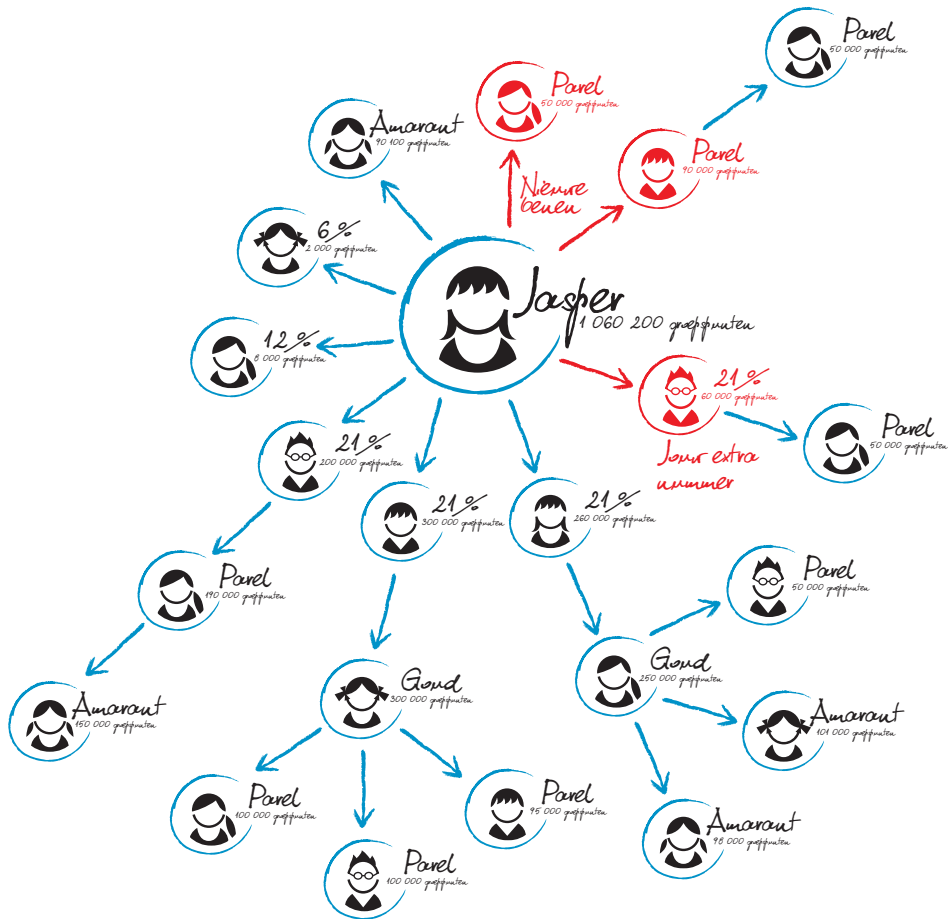 Parel
50 000 groepspunten
Parel
50 000 groepspunten
Amarant
90 100 groepspunten
Parel
90 000 groepspunten
Nieuwe
benen
6%
2 000 groepspunten
Jasper
1 060 200 groepspunten
12%
8 000 groepspunten
21%
60 000 groepspunten
Parel
50 000 groepspunten
21%
200 000 groepspunten
Jouw extra
nummer
21%
300 000 groepspunten
21%
260 000 groepspunten
Parel
190 000 groepspunten
Parel
50 000 groepspunten
Goud
300 000 groepspunten
Goud
250 000 groepspunten
Amarant
150 000 groepspunten
Amarant
101 000 groepspunten
Parel
100 000 groepspunten
Parel
95 000 groepspunten
Amarant
98 000 groepspunten
Parel
100 000 groepspunten